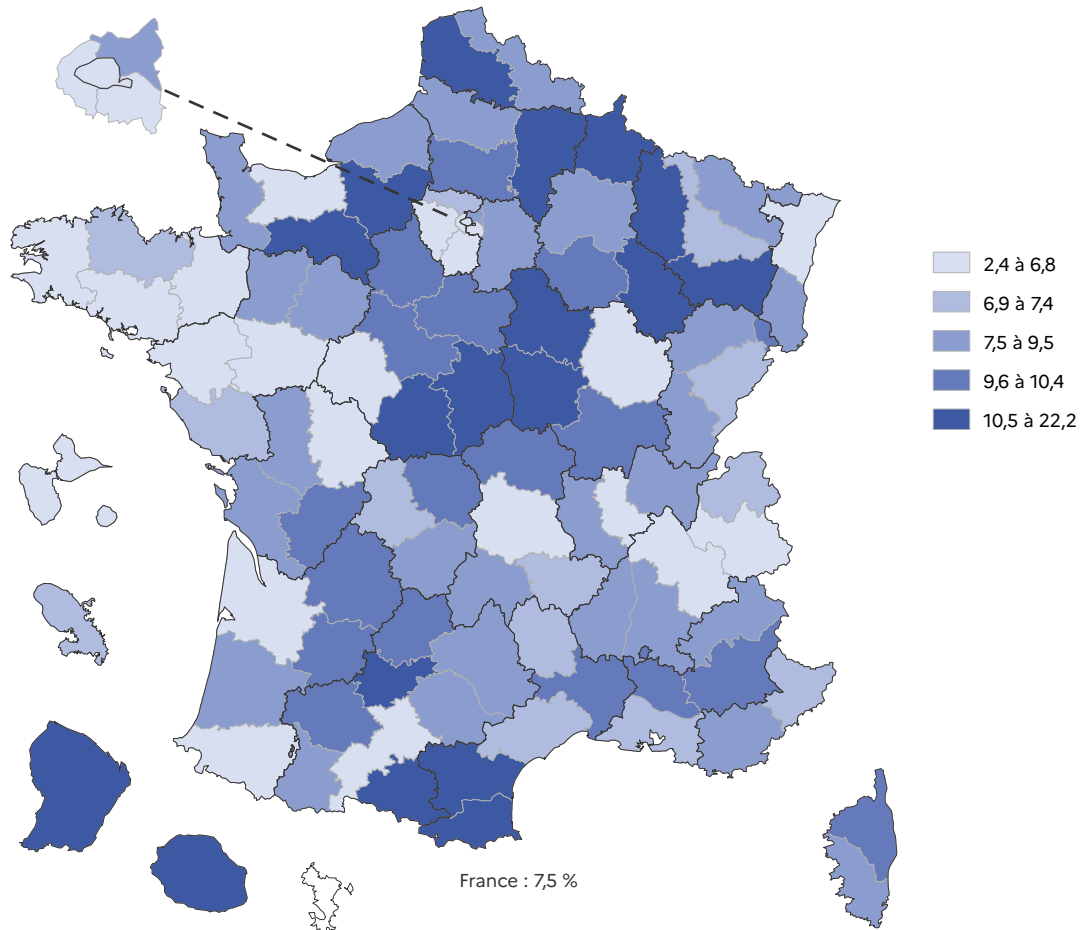 2,4 à 6,8
6,9 à 7,4
7,5 à 9,5
9,6 à 10,4
10,5 à 22,2
France : 7,5 %